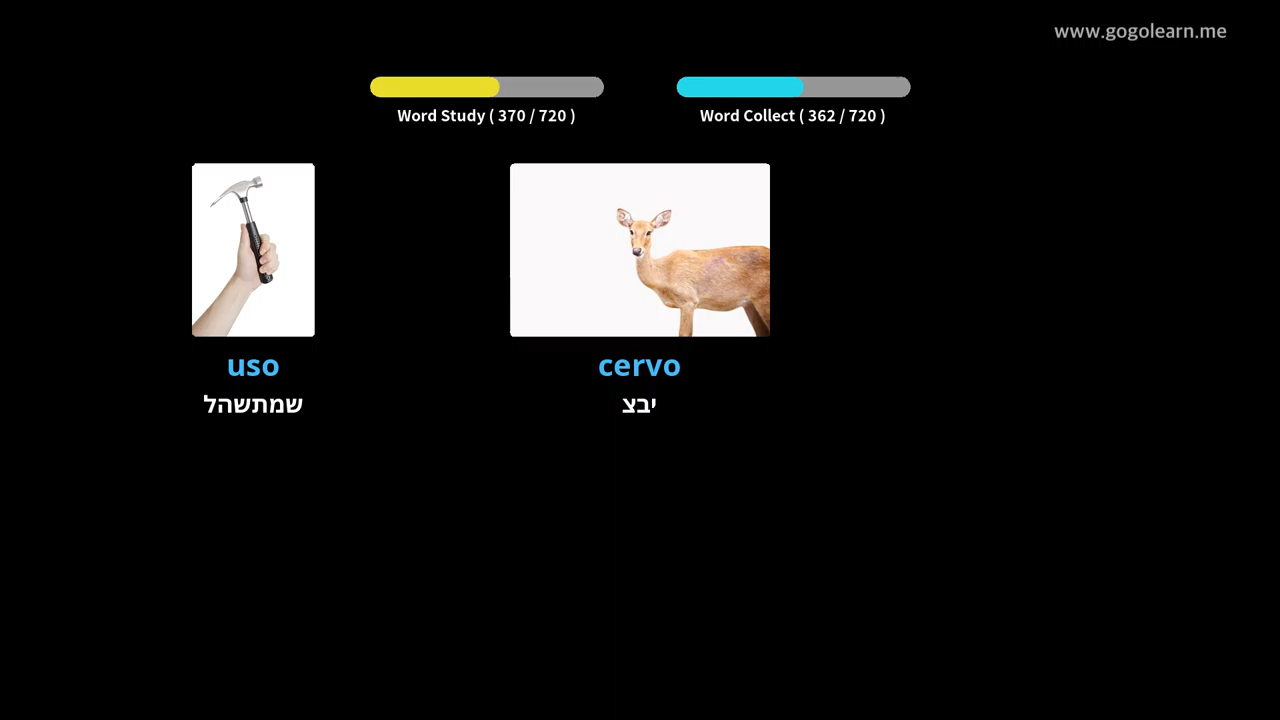 www.gogolearn.me
Word Study ( 370 / 720 )
Word Collect ( 362 / 720 )
uso
שמתשהל
cervo
יבצ